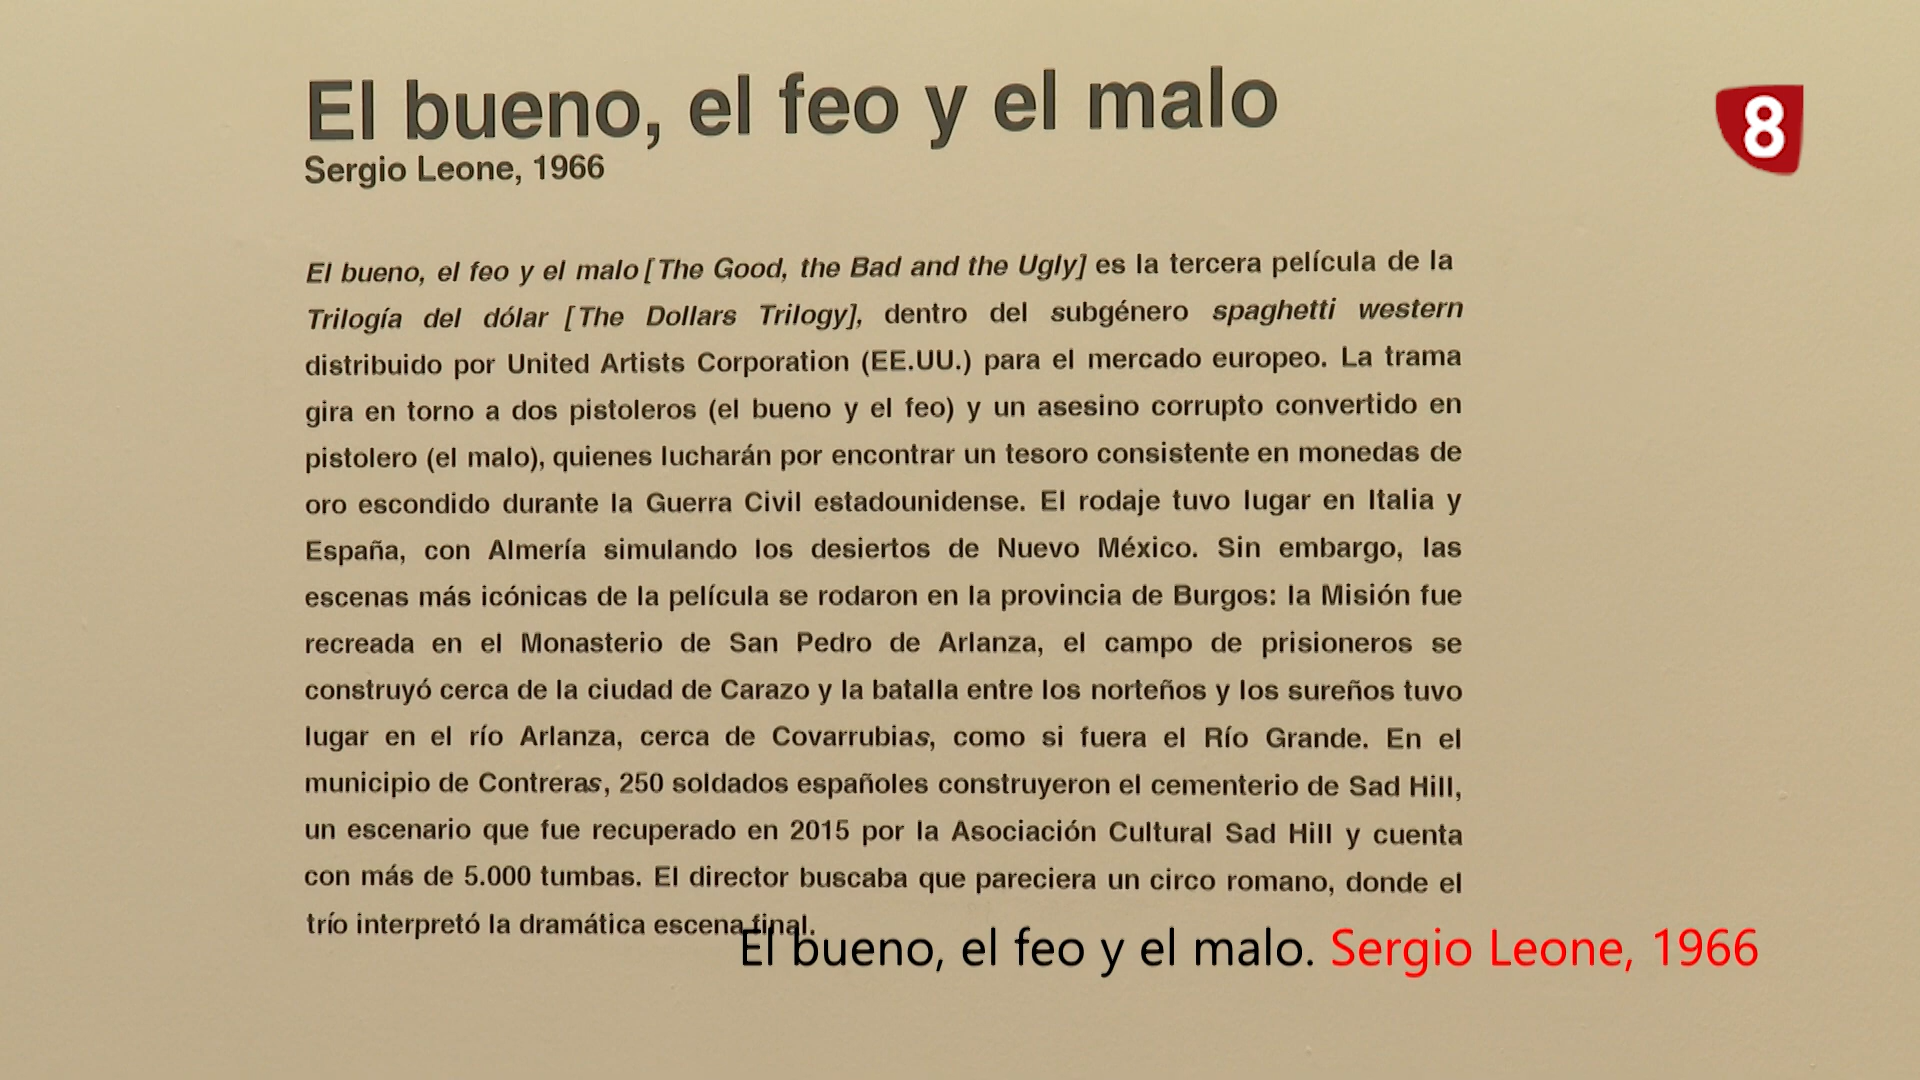 El bueno, el feo y el malo
Sergio Leone, 1966
8
El bueno, el feo y el malo [The Good, the Bad and the Ugly] es la tercera película de la
Trilogía del dólar [The Dollars Trilogy], dentro del subgénero spaghetti western
distribuido por United Artists Corporation (EE.UU.) para el mercado europeo. La trama
gira en torno a dos pistoleros (el bueno y el feo) y un asesino corrupto convertido en
pistolero (el malo), quienes lucharán por encontrar un tesoro consistente en monedas de
oro escondido durante la Guerra Civil estadounidense. El rodaje tuvo lugar en Italia y
España, con Almería simulando los desiertos de Nuevo México. Sin embargo, las
escenas más icónicas de la película se rodaron en la provincia de Burgos: la Misión fue
recreada en el Monasterio de San Pedro de Arlanza, el campo de prisioneros se
construyó cerca de la ciudad de Carazo y la batalla entre los norteños y los sureños tuvo
lugar en el río Arlanza, cerca de Covarrubias, como si fuera el Río Grande. En el
municipio de Contreras, 250 soldados españoles construyeron el cementerio de Sad Hill,
un escenario que fue recuperado en 2015 por la Asociación Cultural Sad Hill y cuenta
con más de 5.000 tumbas. El director buscaba que pareciera un circo romano, donde el
trío interpretó la dramática escena final.
El bueno, el feo y el malo. Sergio Leone, 1966